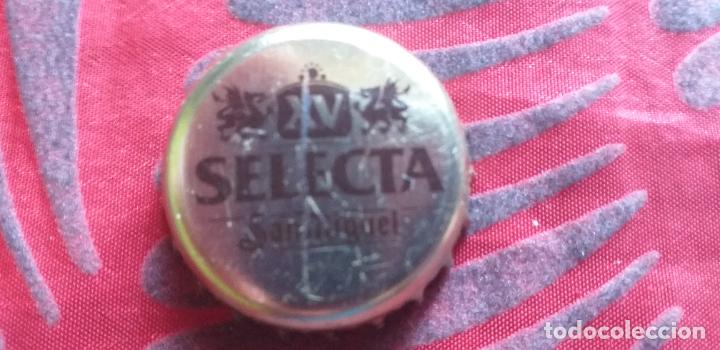 XV
SELECTA
San Miguel
todocoleccion